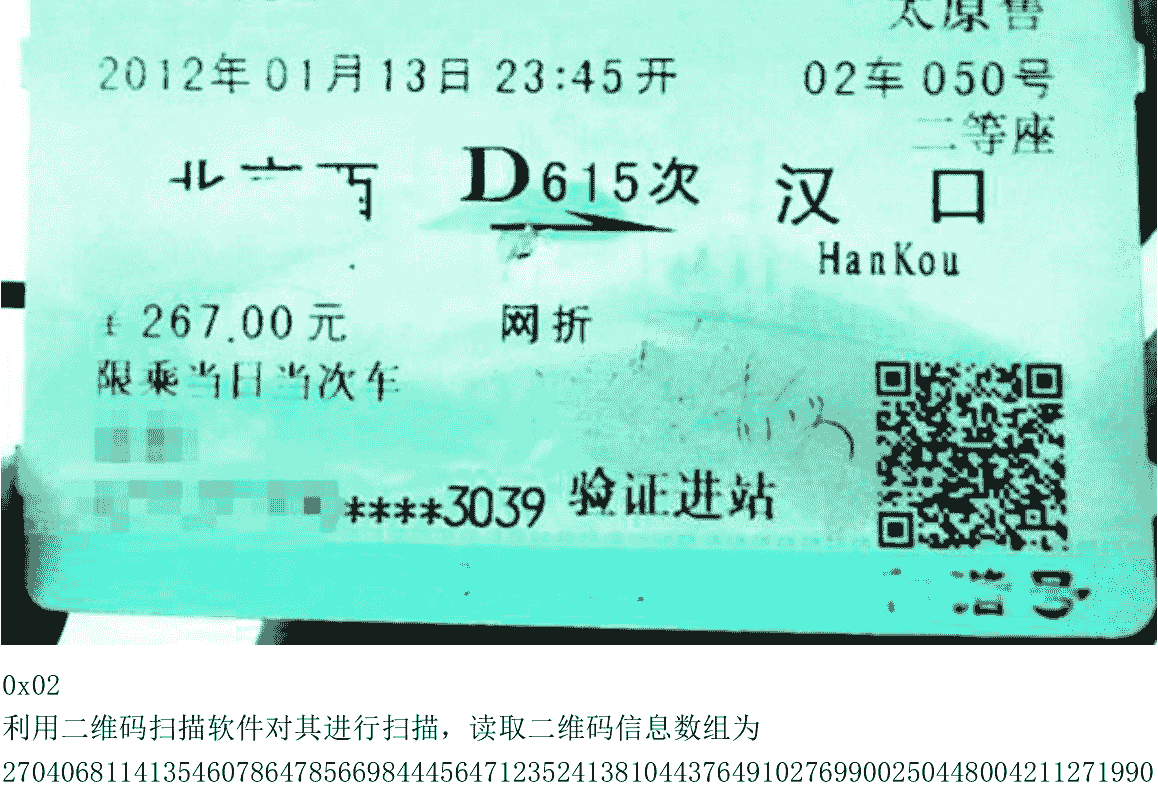 太原售
2012年01月13日23:45开 02车050号
二等座
D615次 汉口
HanKou
¥267.00元 网折
限乘当日当次车
****3039 验证进站
0x02
利用二维码扫描软件对其进行扫描，读取二维码信息数组为
2704068114135460786478566984445647123524138104437649102769900250448004211271990